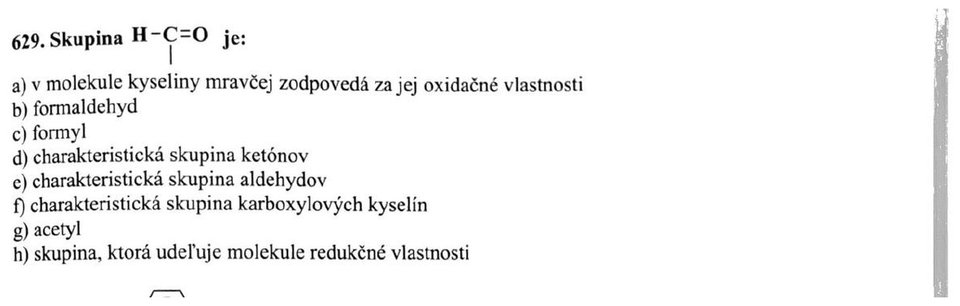 629. Skupina H-C=O je:
a) v molekule kyseliny mravčej zodpovedá za jej oxidačné vlastnosti
b) formaldehyd
c) formyl
d) charakteristická skupina ketónov
e) charakteristická skupina aldehydov
f) charakteristická skupina karboxylových kyselín
g) acetyl
h) skupina, ktorá udeľuje molekule redukčné vlastnosti